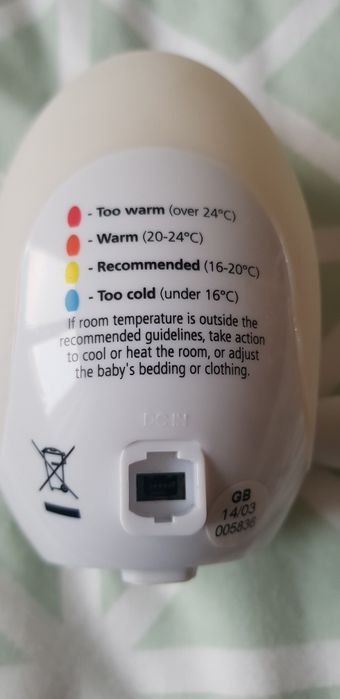 - Too warm (over 24°C)
- Warm (20-24°C)
- Recommended (16-20°C)
- Too cold (under 16°C)
If room temperature is outside the
recommended guidelines, take action
to cool or heat the room, or adjust
the baby's bedding or clothing.
DC IN
GB
14/03
005836